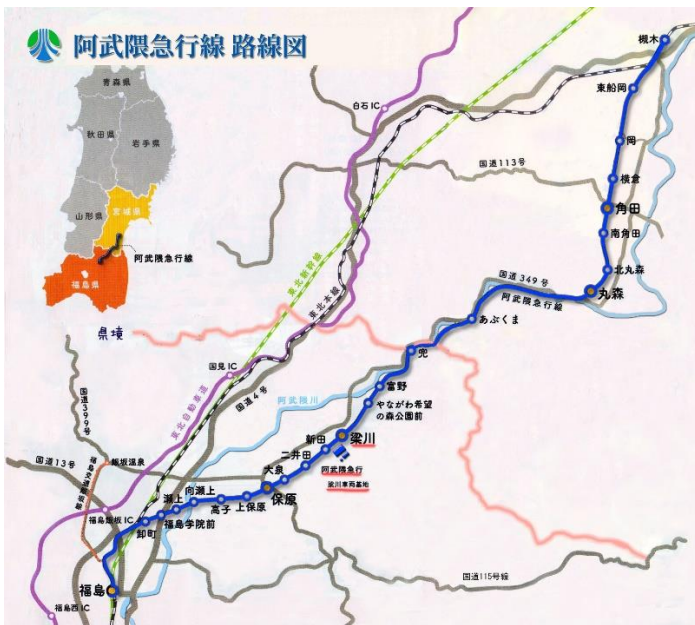 阿武隈急行線 路線図
青森県
秋田県
岩手県
山形県
宮城県
福島県
阿武隈急行線
県境
白石IC
国道113号
槻木
東船岡
岡
横倉
角田
南角田
北丸森
丸森
国道349号
阿武隈急行線
あぶくま
兜
富野
やながわ希望
の森公園前
梁川
新田
二井田
大泉
保原
上保原
高子
向瀬上
瀬上
福島学院前
卸町
福島
阿武隈急行
梁川車両基地
東北新幹線
東北本線
東北自動車道
国見IC
国道4号
阿武隈川
国道399号
国道13号
飯坂温泉
福島交通飯坂線
福島飯坂IC
福島西IC
国道115号線